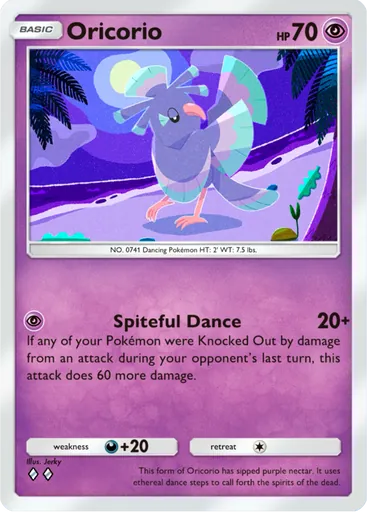 BASIC Oricorio HP 70
NO. 0741 Dancing Pokémon HT: 2' WT: 7.5 lbs.
Spiteful Dance 20+
If any of your Pokémon were Knocked Out by damage
from an attack during your opponent's last turn, this
attack does 60 more damage.
weakness +20 retreat
Illus. Jerky
This form of Oricorio has sipped purple nectar. It uses
ethereal dance steps to call forth the spirits of the dead.